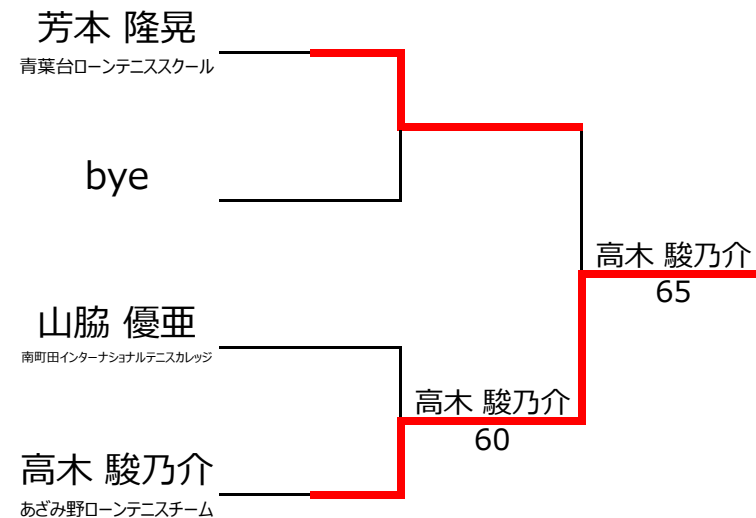 芳本 隆晃
青葉台ローンテニススクール
bye
山脇 優亜
南町田インターナショナルテニスカレッジ
高木 駿乃介
あざみ野ローンテニスチーム
高木 駿乃介
60
高木 駿乃介
65